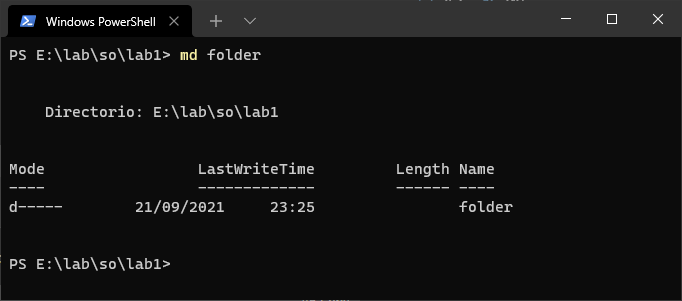 Windows PowerShell
PS E:\lab\so\lab1> md folder
Directorio: E:\lab\so\lab1
Mode                 LastWriteTime         Length Name
----                 -------------         ------ ----
d-----        21/09/2021     23:25                folder
PS E:\lab\so\lab1>